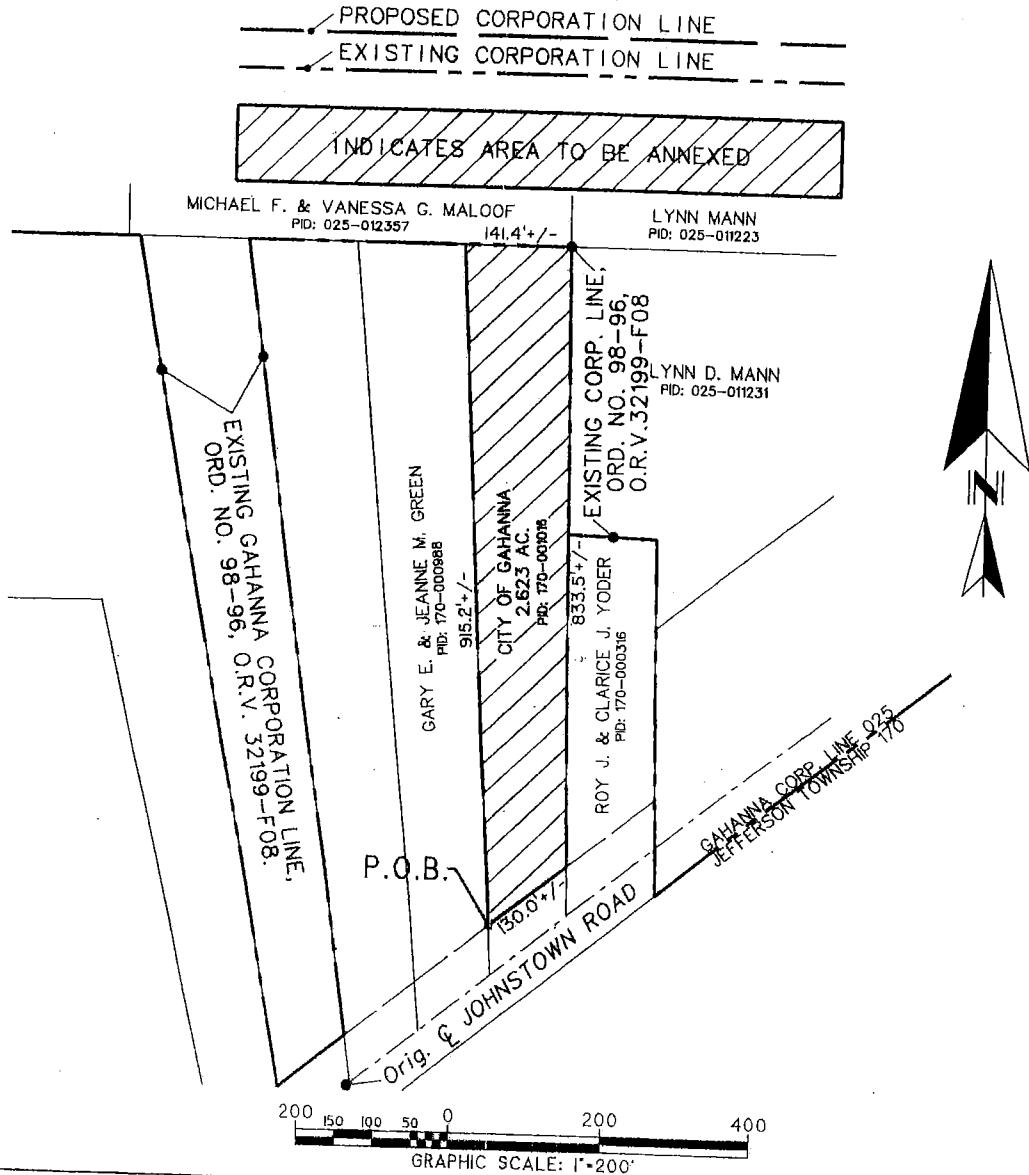 PROPOSED CORPORATION LINE
EXISTING CORPORATION LINE
INDICATES AREA TO BE ANNEXED
MICHAEL F. & VANESSA G. MALOOF
PID: 025-012357
141.4'+/-
LYNN MANN
PID: 025-011223
EXISTING CORP. LINE,
ORD. NO. 98-96,
O.R.V.32199-F08
LYNN D. MANN
PID: 025-011231
N
EXISTING GAHANNA CORPORATION LINE,
ORD. NO. 98-96, O.R.V. 32199-F08.
GARY E. & JEANNE M. GREEN
PID: 170-000988
915.2'+/-
CITY OF GAHANNA
2.623 AC.
PID: 170-001016
833.5'+/-
ROY J. & CLARICE J. YODER
PID: 170-000316
GAHANNA CORP. LINE 025
JEFFERSON TOWNSHIP 170
P.O.B.
130.0'+/-
Orig. ℄ JOHNSTOWN ROAD
200 150 100 50 0 200 400
GRAPHIC SCALE: 1"=200'